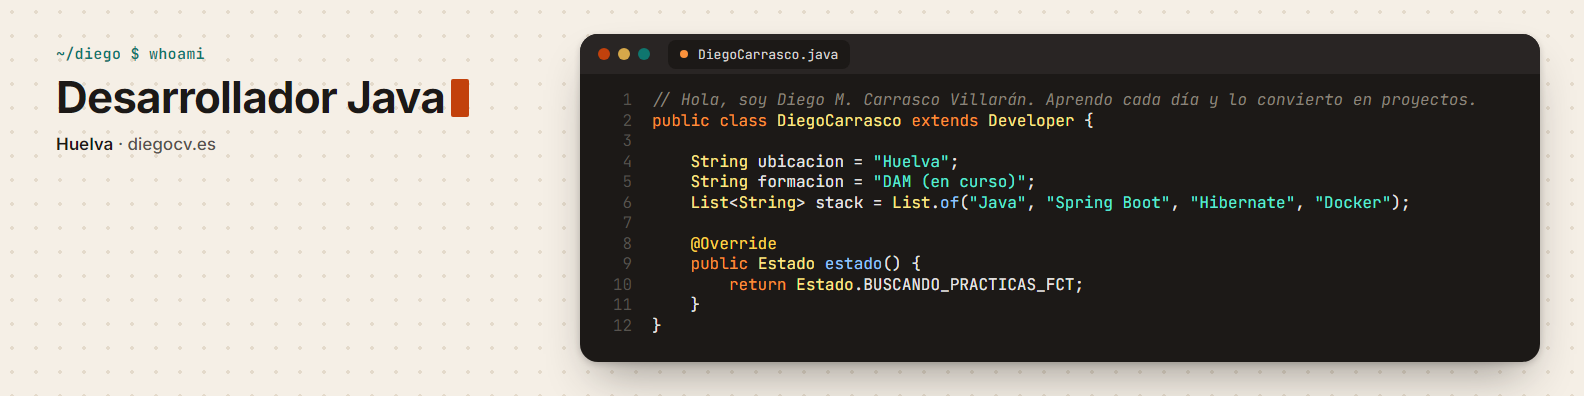 ~/diego $ whoami
Desarrollador Java
Huelva · diegocv.es
DiegoCarrasco.java
1 // Hola, soy Diego M. Carrasco Villarán. Aprendo cada día y lo convierto en proyectos.
2 public class DiegoCarrasco extends Developer {
3
4     String ubicacion = "Huelva";
5     String formacion = "DAM (en curso)";
6     List<String> stack = List.of("Java", "Spring Boot", "Hibernate", "Docker");
7
8     @Override
9     public Estado estado() {
10         return Estado.BUSCANDO_PRACTICAS_FCT;
11     }
12 }